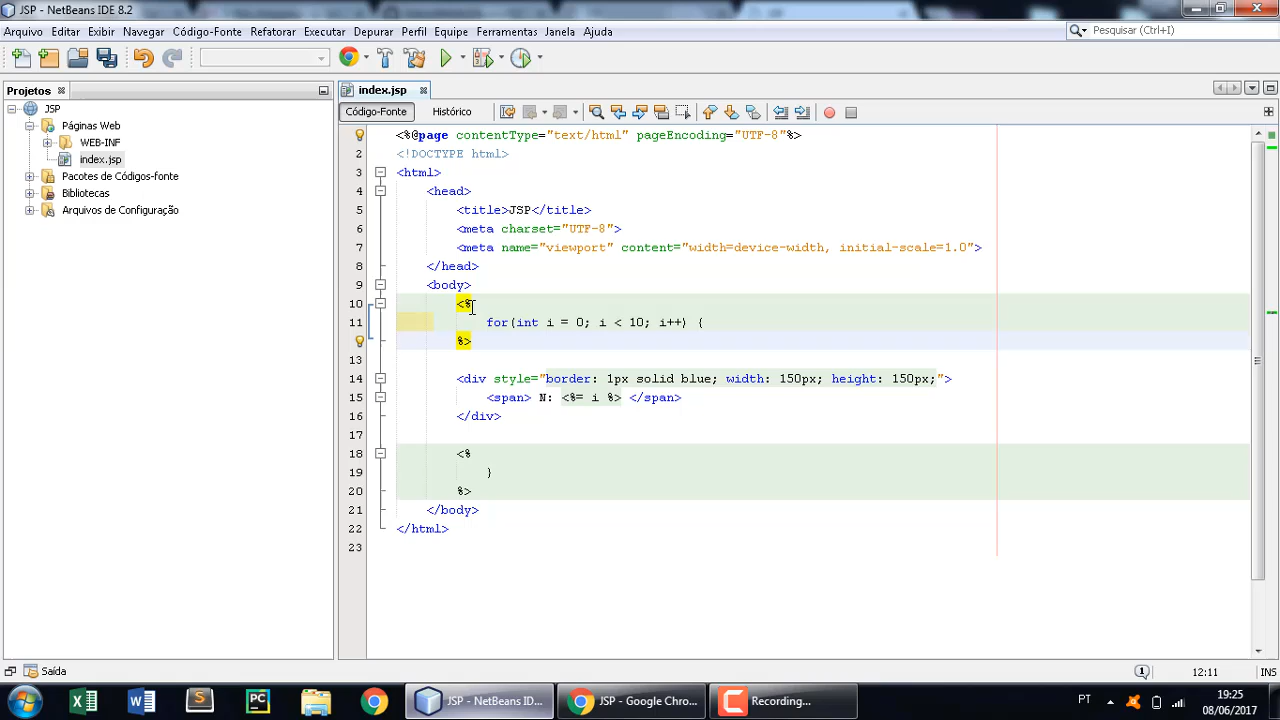 JSP - NetBeans IDE 8.2
Arquivo Editar Exibir Navegar Código-Fonte Refatorar Executar Depurar Perfil Equipe Ferramentas Janela Ajuda
Pesquisar (Ctrl+I)
Projetos
index.jsp
JSP
Páginas Web
WEB-INF
index.jsp
Pacotes de Códigos-fonte
Bibliotecas
Arquivos de Configuração
Código-Fonte Histórico
<%@page contentType="text/html" pageEncoding="UTF-8"%>
2 <!DOCTYPE html>
3 <html>
4 <head>
5 <title>JSP</title>
6 <meta charset="UTF-8">
7 <meta name="viewport" content="width=device-width, initial-scale=1.0">
8 </head>
9 <body>
10 <%
11 for(int i = 0; i < 10; i++) {
%>
13
14 <div style="border: 1px solid blue; width: 150px; height: 150px;">
15 <span> N: <%= i %> </span>
16 </div>
17
18 <%
19 }
20 %>
21 </body>
22 </html>
23
Saída
1
12:11
INS
JSP - NetBeans ID...
JSP - Google Chro...
Recording...
PT
19:25
08/06/2017